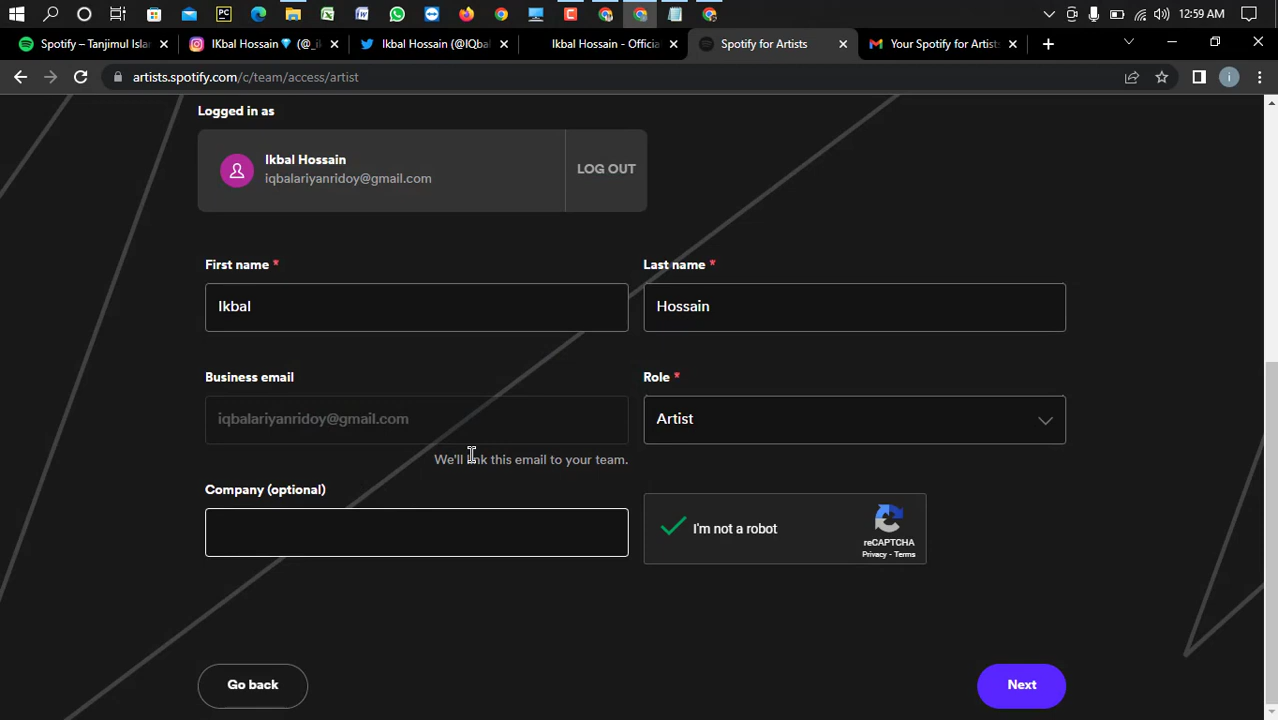 12:59 AM
Spotify – Tanjimul Isla
IKbal Hossain💎 (@_i
Ikbal Hossain (@IQbal
Ikbal Hossain - Officia
Spotify for Artists
Your Spotify for Artists
artists.spotify.com/c/team/access/artist
i
Logged in as
Ikbal Hossain
iqbalariyanridoy@gmail.com
LOG OUT
First name *
Last name *
Ikbal
Hossain
Business email
Role *
iqbalariyanridoy@gmail.com
Artist
We'll link this email to your team.
Company (optional)
I'm not a robot
reCAPTCHA
Privacy - Terms
Go back
Next